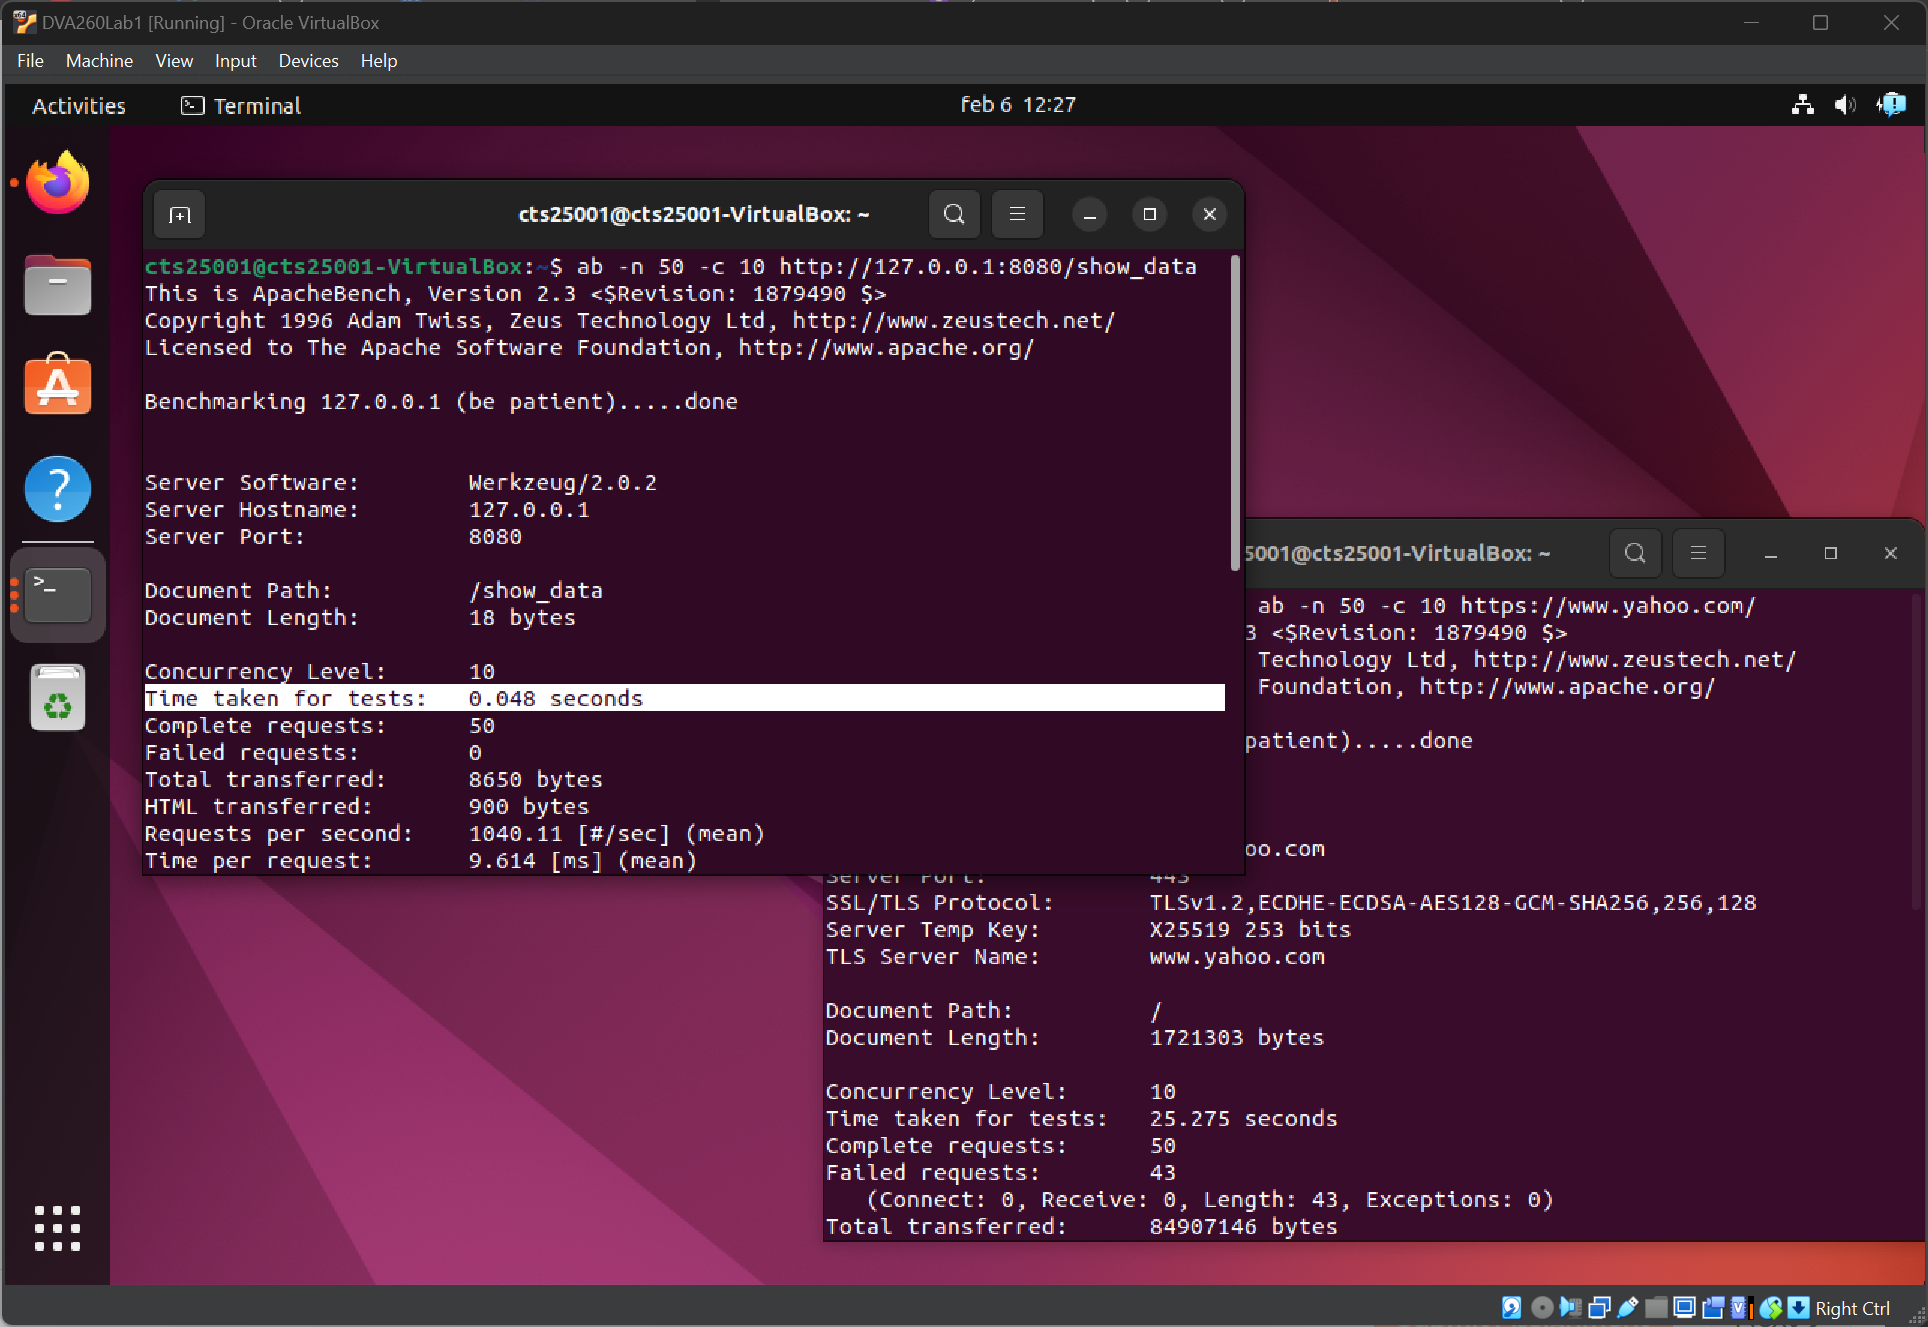 DVA260Lab1 [Running] - Oracle VirtualBox
File Machine View Input Devices Help
Activities Terminal feb 6 12:27
cts25001@cts25001-VirtualBox: ~
cts25001@cts25001-VirtualBox:~$ ab -n 50 -c 10 http://127.0.0.1:8080/show_data
This is ApacheBench, Version 2.3 <$Revision: 1879490 $>
Copyright 1996 Adam Twiss, Zeus Technology Ltd, http://www.zeustech.net/
Licensed to The Apache Software Foundation, http://www.apache.org/
Benchmarking 127.0.0.1 (be patient).....done
Server Software: Werkzeug/2.0.2
Server Hostname: 127.0.0.1
Server Port: 8080
Document Path: /show_data
Document Length: 18 bytes
Concurrency Level: 10
Time taken for tests: 0.048 seconds
Complete requests: 50
Failed requests: 0
Total transferred: 8650 bytes
HTML transferred: 900 bytes
Requests per second: 1040.11 [#/sec] (mean)
Time per request: 9.614 [ms] (mean)
5001@cts25001-VirtualBox: ~
ab -n 50 -c 10 https://www.yahoo.com/
3 <$Revision: 1879490 $>
Technology Ltd, http://www.zeustech.net/
Foundation, http://www.apache.org/
patient).....done
oo.com
Server Port: 443
SSL/TLS Protocol: TLSv1.2,ECDHE-ECDSA-AES128-GCM-SHA256,256,128
Server Temp Key: X25519 253 bits
TLS Server Name: www.yahoo.com
Document Path: /
Document Length: 1721303 bytes
Concurrency Level: 10
Time taken for tests: 25.275 seconds
Complete requests: 50
Failed requests: 43
(Connect: 0, Receive: 0, Length: 43, Exceptions: 0)
Total transferred: 84907146 bytes
Right Ctrl